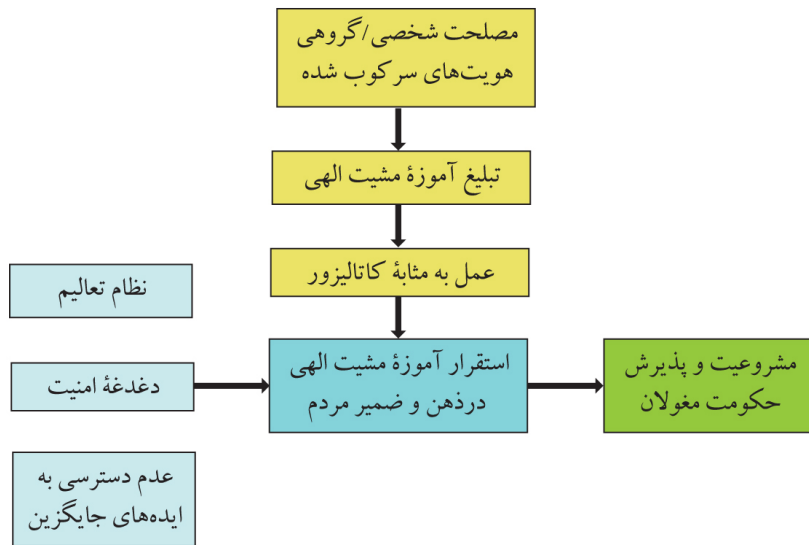 مصلحت شخصی/گروهی
هویت‌های سرکوب شده
تبلیغ آموزهٔ مشیت الهی
عمل به مثابهٔ کاتالیزور
نظام تعالیم
دغدغهٔ امنیت
عدم دسترسی به
ایده‌های جایگزین
استقرار آموزهٔ مشیت الهی
درذهن و ضمیر مردم
مشروعیت و پذیرش
حکومت مغولان